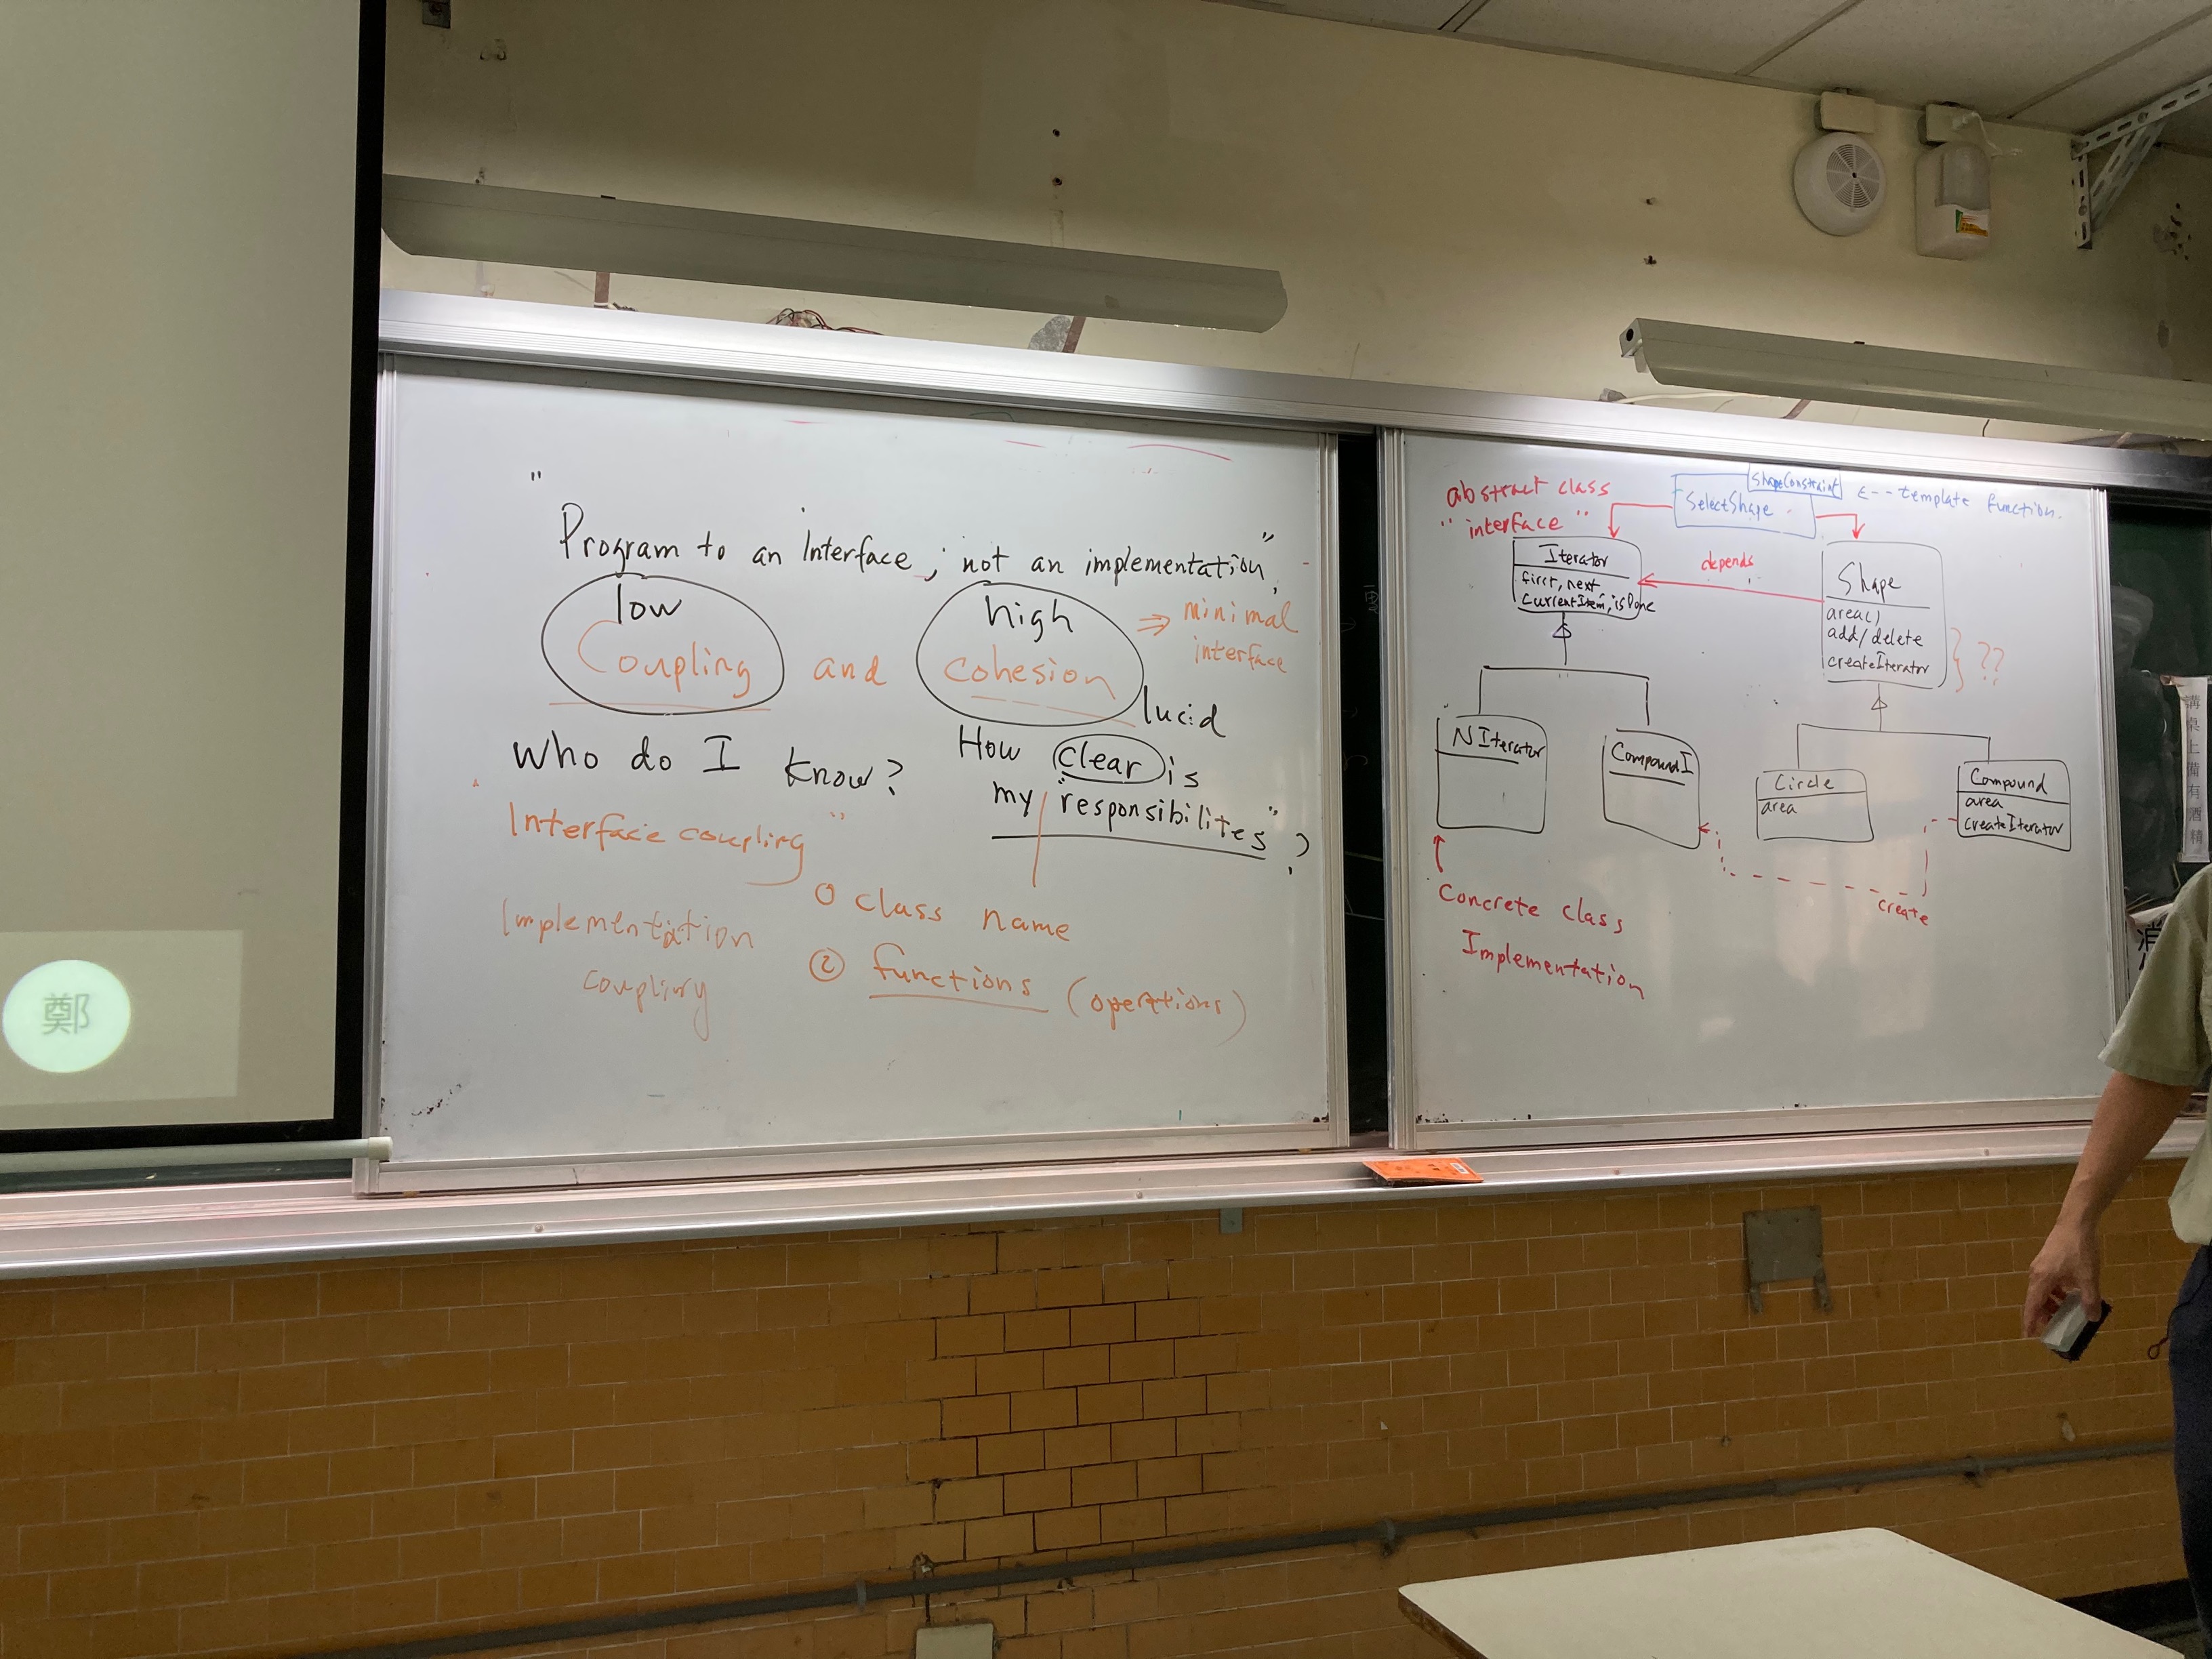 "Program to an Interface, not an implementation"
low
Coupling
and
high
cohesion
⇒ minimal
interface
lucid
Who do I know?
How clear is
my "responsibilites"?
Interface coupling
Implementation
coupling
① class name
② functions (operations)
abstract class
"interface"
ShapeConstraint
SelectShape
<-- template function.
Iterator
first, next,
currentItem, isDone
depends
Shape
area()
add/delete
createIterator
??
NIterator
CompoundI
Circle
area
Compound
area
createIterator
create
Concrete class
Implementation
鄭
講
桌
上
備
有
酒
精